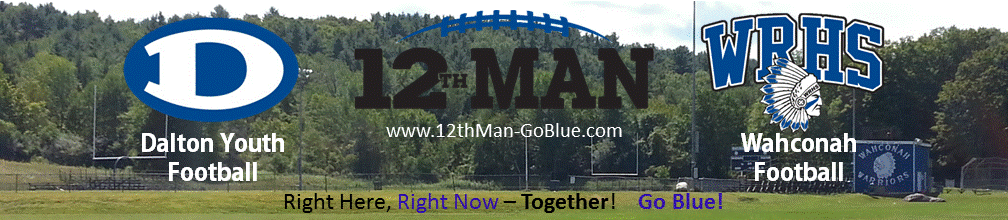 D
Dalton Youth
Football
12TH MAN
www.12thMan-GoBlue.com
WRHS
Wahconah
Football
WAHCONAH
WARRIORS
Right Here, Right Now – Together! Go Blue!